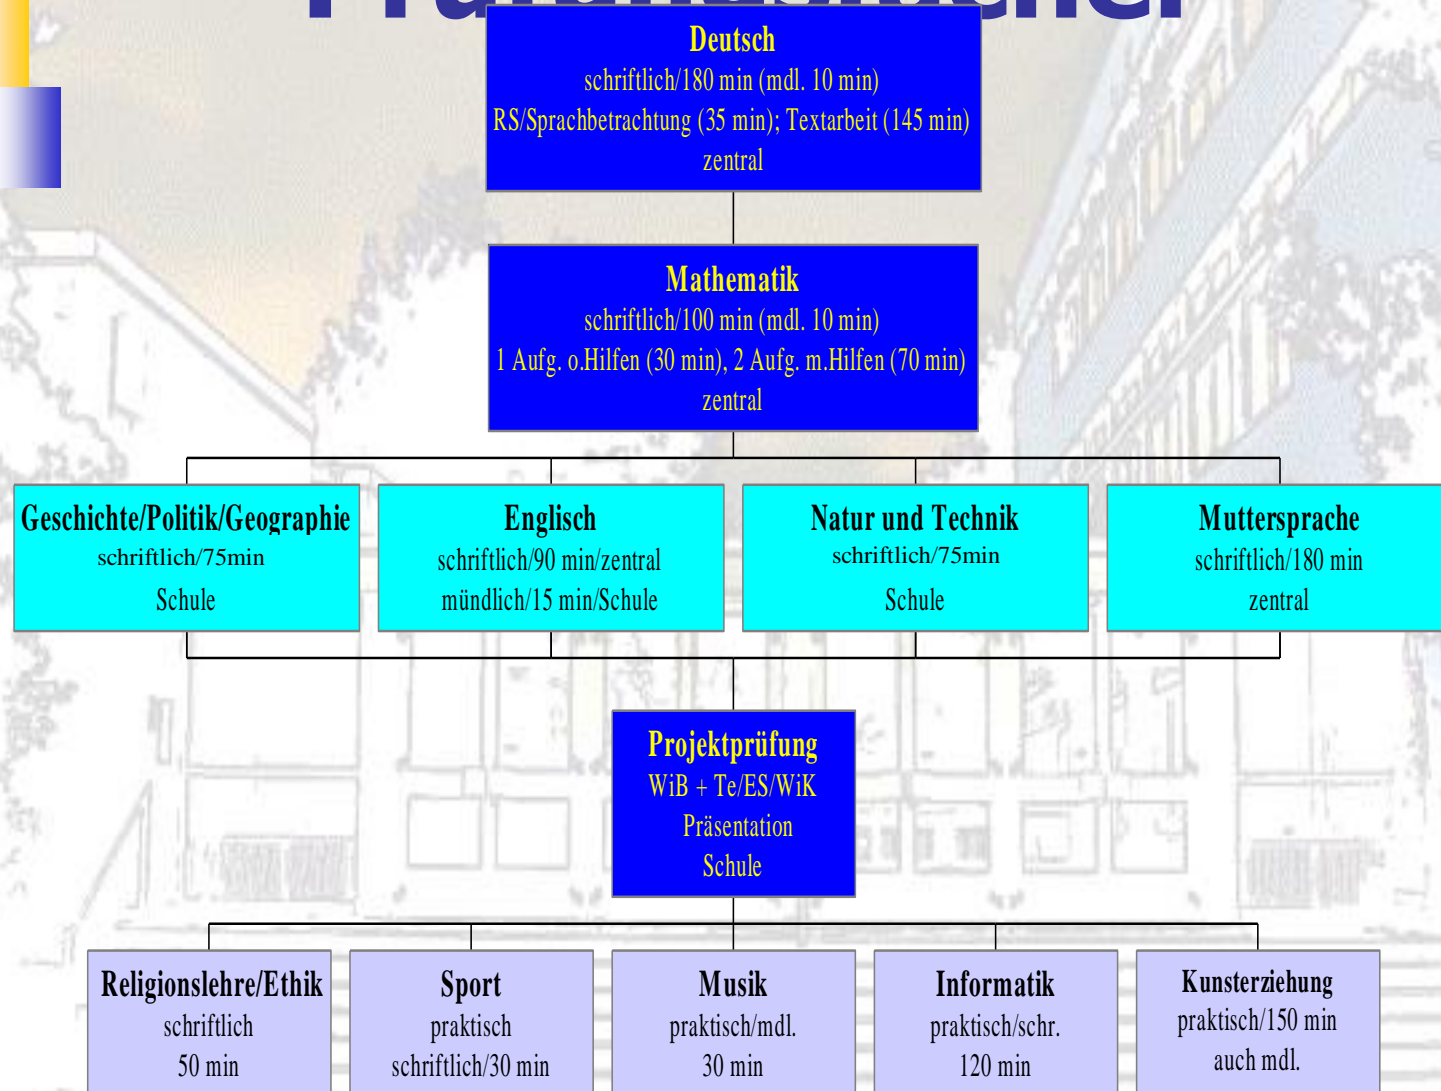 Prüfungsfächer
Deutsch
schriftlich/180 min (mdl. 10 min)
RS/Sprachbetrachtung (35 min); Textarbeit (145 min)
zentral
Mathematik
schriftlich/100 min (mdl. 10 min)
1 Aufg. o.Hilfen (30 min), 2 Aufg. m.Hilfen (70 min)
zentral
Geschichte/Politik/Geographie
schriftlich/75min
Schule
Englisch
schriftlich/90 min/zentral
mündlich/15 min/Schule
Natur und Technik
schriftlich/75min
Schule
Muttersprache
schriftlich/180 min
zentral
Projektprüfung
WiB + Te/ES/WiK
Präsentation
Schule
Religionslehre/Ethik
schriftlich
50 min
Sport
praktisch
schriftlich/30 min
Musik
praktisch/mdl.
30 min
Informatik
praktisch/schr.
120 min
Kunsterziehung
praktisch/150 min
auch mdl.